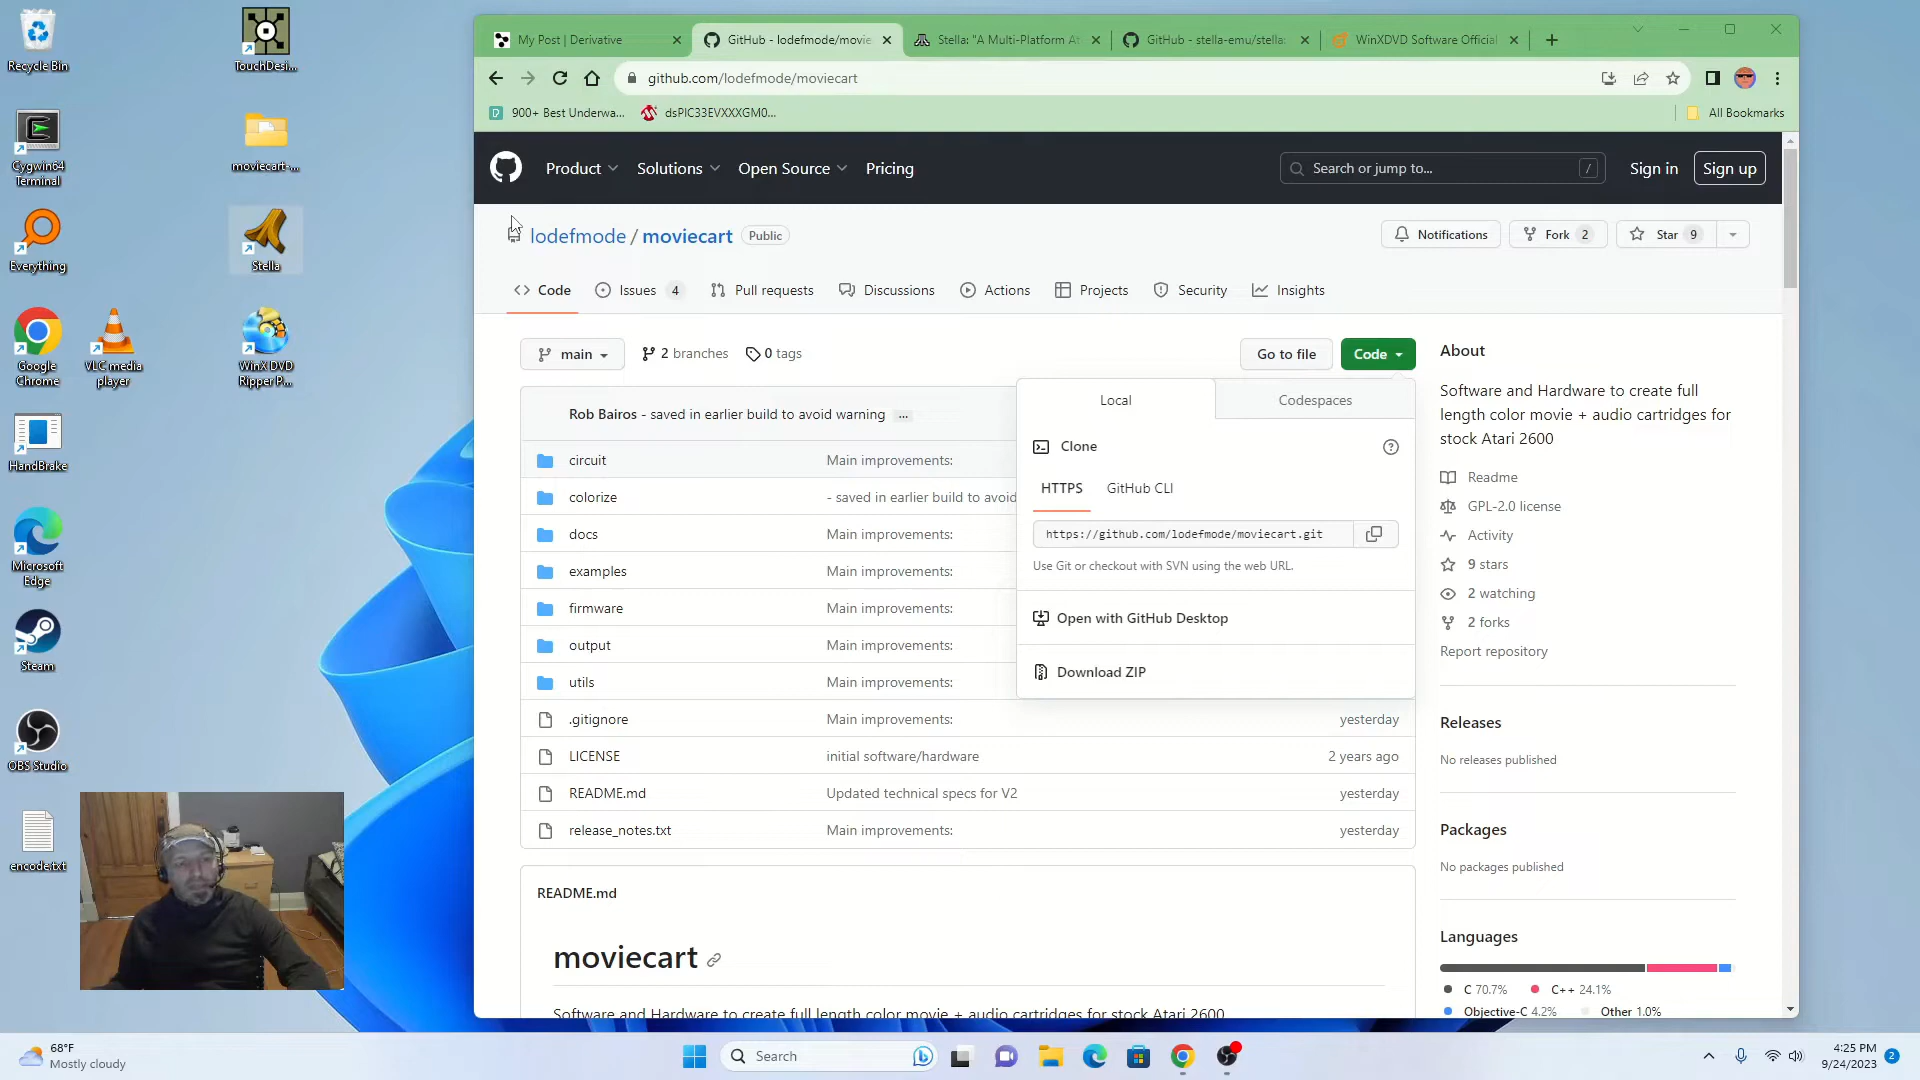 Recycle Bin
Cygwin64
Terminal
Everything
Google
Chrome
VLC media
player
HandBrake
Microsoft
Edge
Steam
OBS Studio
encode.txt
TouchDesi...
moviecart-...
Stella
WinX DVD
Ripper P...
My Post | Derivative
GitHub - lodefmode/movie
Stella: "A Multi-Platform At
GitHub - stella-emu/stella:
WinXDVD Software Official
github.com/lodefmode/moviecart
900+ Best Underwa...
dsPIC33EVXXXGM0...
All Bookmarks
Product
Solutions
Open Source
Pricing
Search or jump to...
/
Sign in
Sign up
lodefmode / moviecart
Public
Notifications
Fork 2
Star 9
Code
Issues 4
Pull requests
Discussions
Actions
Projects
Security
Insights
main
2 branches
0 tags
Go to file
Code
Rob Bairos - saved in earlier build to avoid warning ...
circuit Main improvements:
colorize - saved in earlier build to avoid
docs Main improvements:
examples Main improvements:
firmware Main improvements:
output Main improvements:
utils Main improvements:
.gitignore Main improvements: yesterday
LICENSE initial software/hardware 2 years ago
README.md Updated technical specs for V2 yesterday
release_notes.txt Main improvements: yesterday
Local
Codespaces
Clone
HTTPS
GitHub CLI
https://github.com/lodefmode/moviecart.git
Use Git or checkout with SVN using the web URL.
Open with GitHub Desktop
Download ZIP
README.md
moviecart
Software and Hardware to create full length color movie + audio cartridges for stock Atari 2600
About
Software and Hardware to create full
length color movie + audio cartridges for
stock Atari 2600
Readme
GPL-2.0 license
Activity
9 stars
2 watching
2 forks
Report repository
Releases
No releases published
Packages
No packages published
Languages
C 70.7%
C++ 24.1%
Objective-C 4.2%
Other 1.0%
68°F
Mostly cloudy
Search
4:25 PM
9/24/2023
2